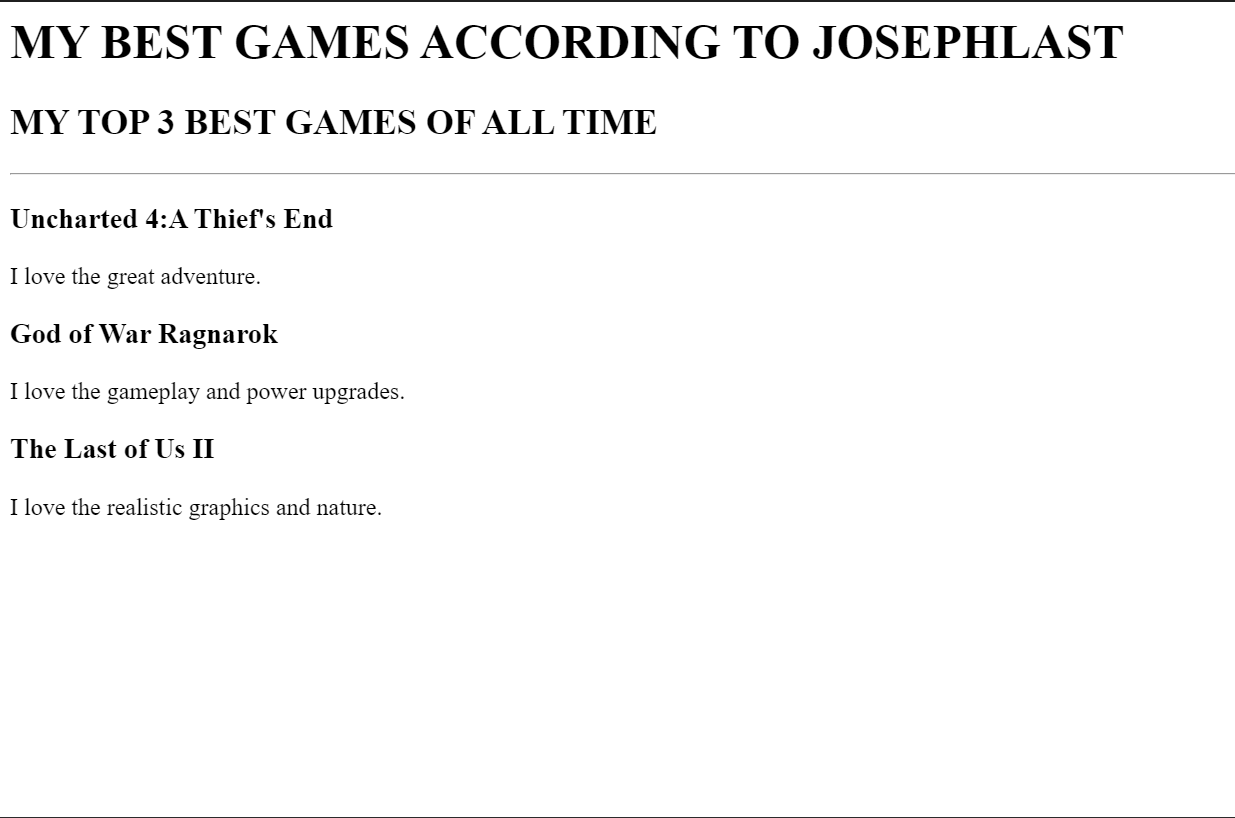 MY BEST GAMES ACCORDING TO JOSEPHLAST
MY TOP 3 BEST GAMES OF ALL TIME
Uncharted 4:A Thief's End
I love the great adventure.
God of War Ragnarok
I love the gameplay and power upgrades.
The Last of Us II
I love the realistic graphics and nature.